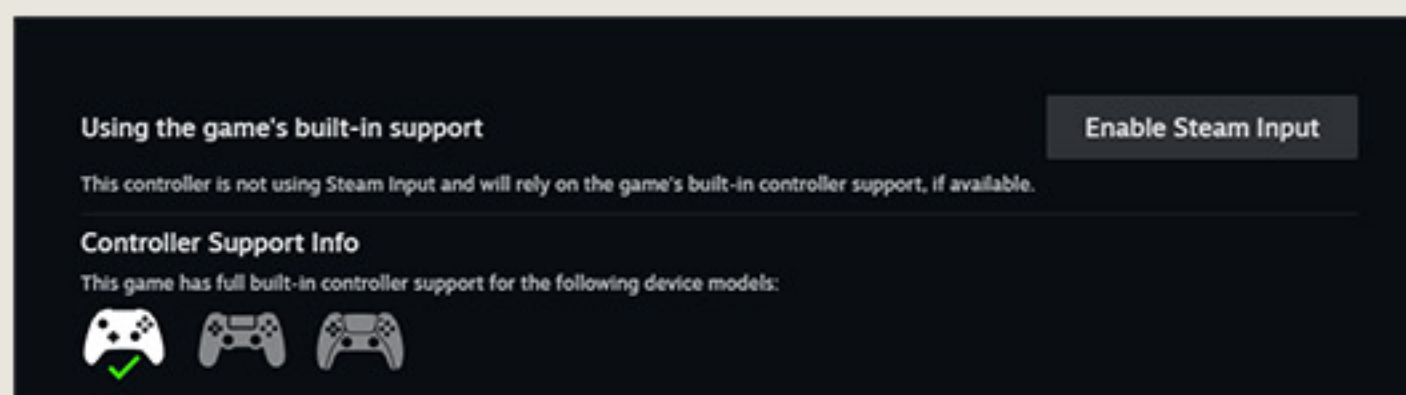 Using the game's built-in support
Enable Steam Input
This controller is not using Steam Input and will rely on the game's built-in controller support, if available.
Controller Support Info
This game has full built-in controller support for the following device models: